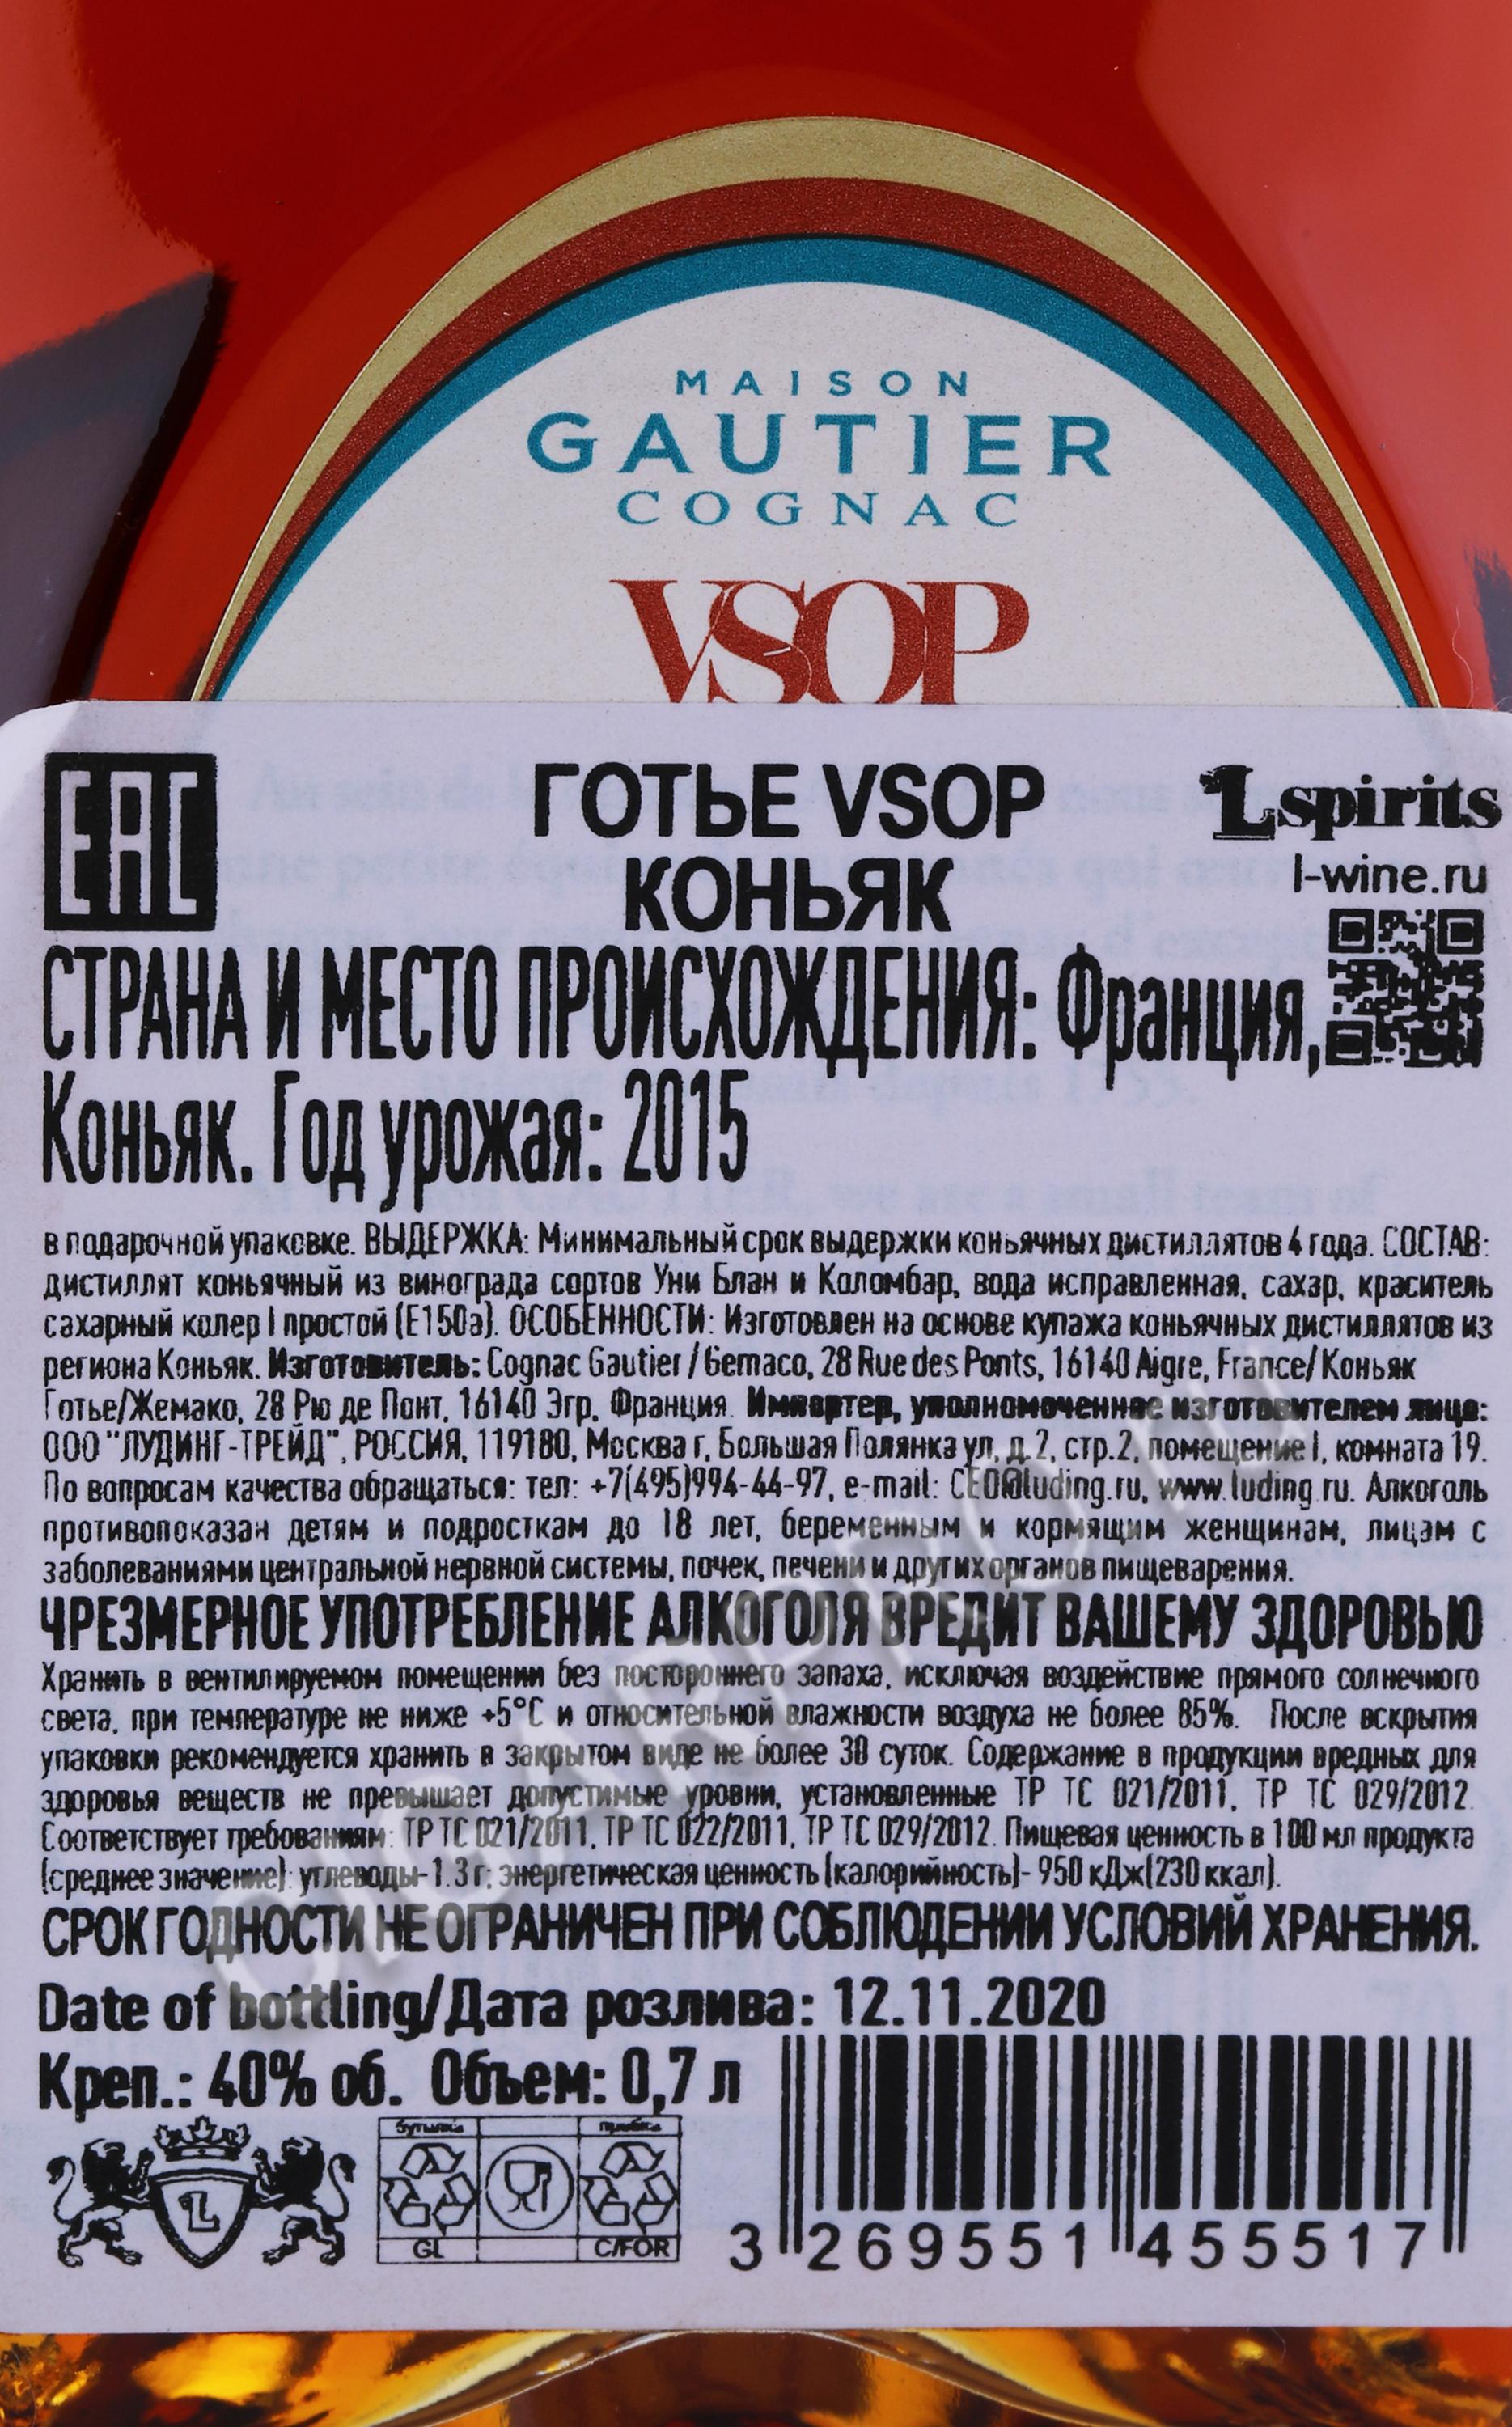 MAISON
GAUTIER
COGNAC
VSOP
EAC
ГОТЬЕ VSOP
КОНЬЯК
Lspirits
l-wine.ru
СТРАНА И МЕСТО ПРОИСХОЖДЕНИЯ: Франция,
Коньяк. Год урожая: 2015
в подарочной упаковке. ВЫДЕРЖКА: Минимальный срок выдержки коньячных дистиллятов 4 года. СОСТАВ:
дистиллят коньячный из винограда сортов Уни Блан и Коломбар, вода исправленная, сахар, краситель
сахарный колер I простой (Е150а). ОСОБЕННОСТИ: Изготовлен на основе купажа коньячных дистиллятов из
региона Коньяк. Изготовитель: Cognac Gautier / Gemaco, 28 Rue des Ponts, 16140 Aigre, France/ Коньяк
Готье/Жемако, 28 Рю де Понт, 16140 Эгр, Франция. Импортер, уполномоченное изготовителем лицо:
ООО "ЛУДИНГ-ТРЕЙД", РОССИЯ, 119180, Москва г, Большая Полянка ул, д.2, стр.2, помещение I, комната 19.
По вопросам качества обращаться: тел: +7(495)994-44-97, e-mail: CEO@luding.ru, www.luding.ru. Алкоголь
противопоказан детям и подросткам до 18 лет, беременным и кормящим женщинам, лицам с
заболеваниями центральной нервной системы, почек, печени и других органов пищеварения.
ЧРЕЗМЕРНОЕ УПОТРЕБЛЕНИЕ АЛКОГОЛЯ ВРЕДИТ ВАШЕМУ ЗДОРОВЬЮ
Хранить в вентилируемом помещении без постороннего запаха, исключая воздействие прямого солнечного
света, при температуре не ниже +5°С и относительной влажности воздуха не более 85%. После вскрытия
упаковки рекомендуется хранить в закрытом виде не более 30 суток. Содержание в продукции вредных для
здоровья веществ не превышает допустимые уровни, установленные ТР ТС 021/2011, ТР ТС 029/2012.
Соответствует требованиям: ТР ТС 021/2011, ТР ТС 022/2011, ТР ТС 029/2012. Пищевая ценность в 100 мл продукта
(среднее значение): углеводы- 1.3 г; энергетическая ценность (калорийность)- 950 кДж(230 ккал).
СРОК ГОДНОСТИ НЕ ОГРАНИЧЕН ПРИ СОБЛЮДЕНИИ УСЛОВИЙ ХРАНЕНИЯ.
Date of bottling/Дата розлива: 12.11.2020
Креп.: 40% об. Объем: 0,7 л
бутылка
пробка
GL
C/FOR
3 269551 455517